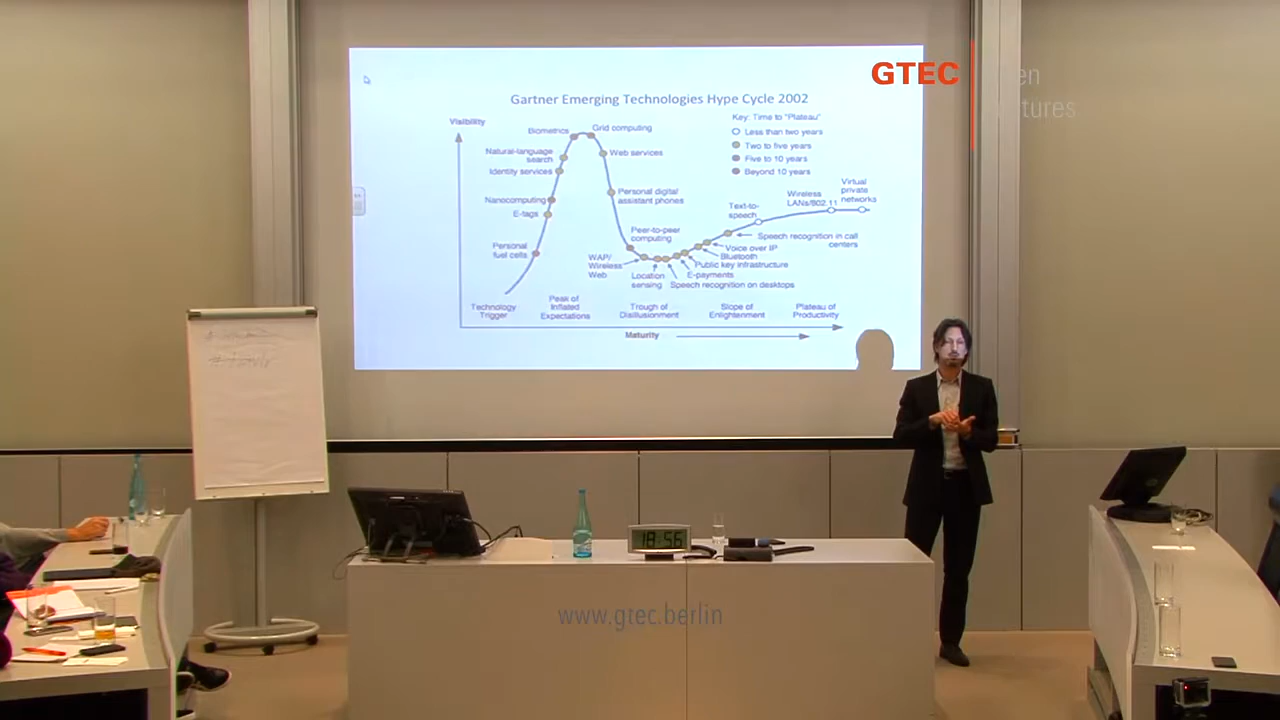 GTEC
en
tures
Gartner Emerging Technologies Hype Cycle 2002
Visibility
Key: Time to "Plateau"
Less than two years
Two to five years
Five to 10 years
Beyond 10 years
Biometrics
Grid computing
Natural-language
search
Web services
Identity services
Nanocomputing
E-tags
Personal digital
assistant phones
Personal
fuel cells
Peer-to-peer
computing
WAP/
Wireless
Web
Location
sensing
Speech recognition on desktops
E-payments
Public key infrastructure
Bluetooth
Voice over IP
Speech recognition in call
centers
Text-to-
speech
Wireless
LANs/802.11
Virtual
private
networks
Technology
Trigger
Peak of
Inflated
Expectations
Trough of
Disillusionment
Slope of
Enlightenment
Plateau of
Productivity
Maturity
18:56
www.gtec.berlin